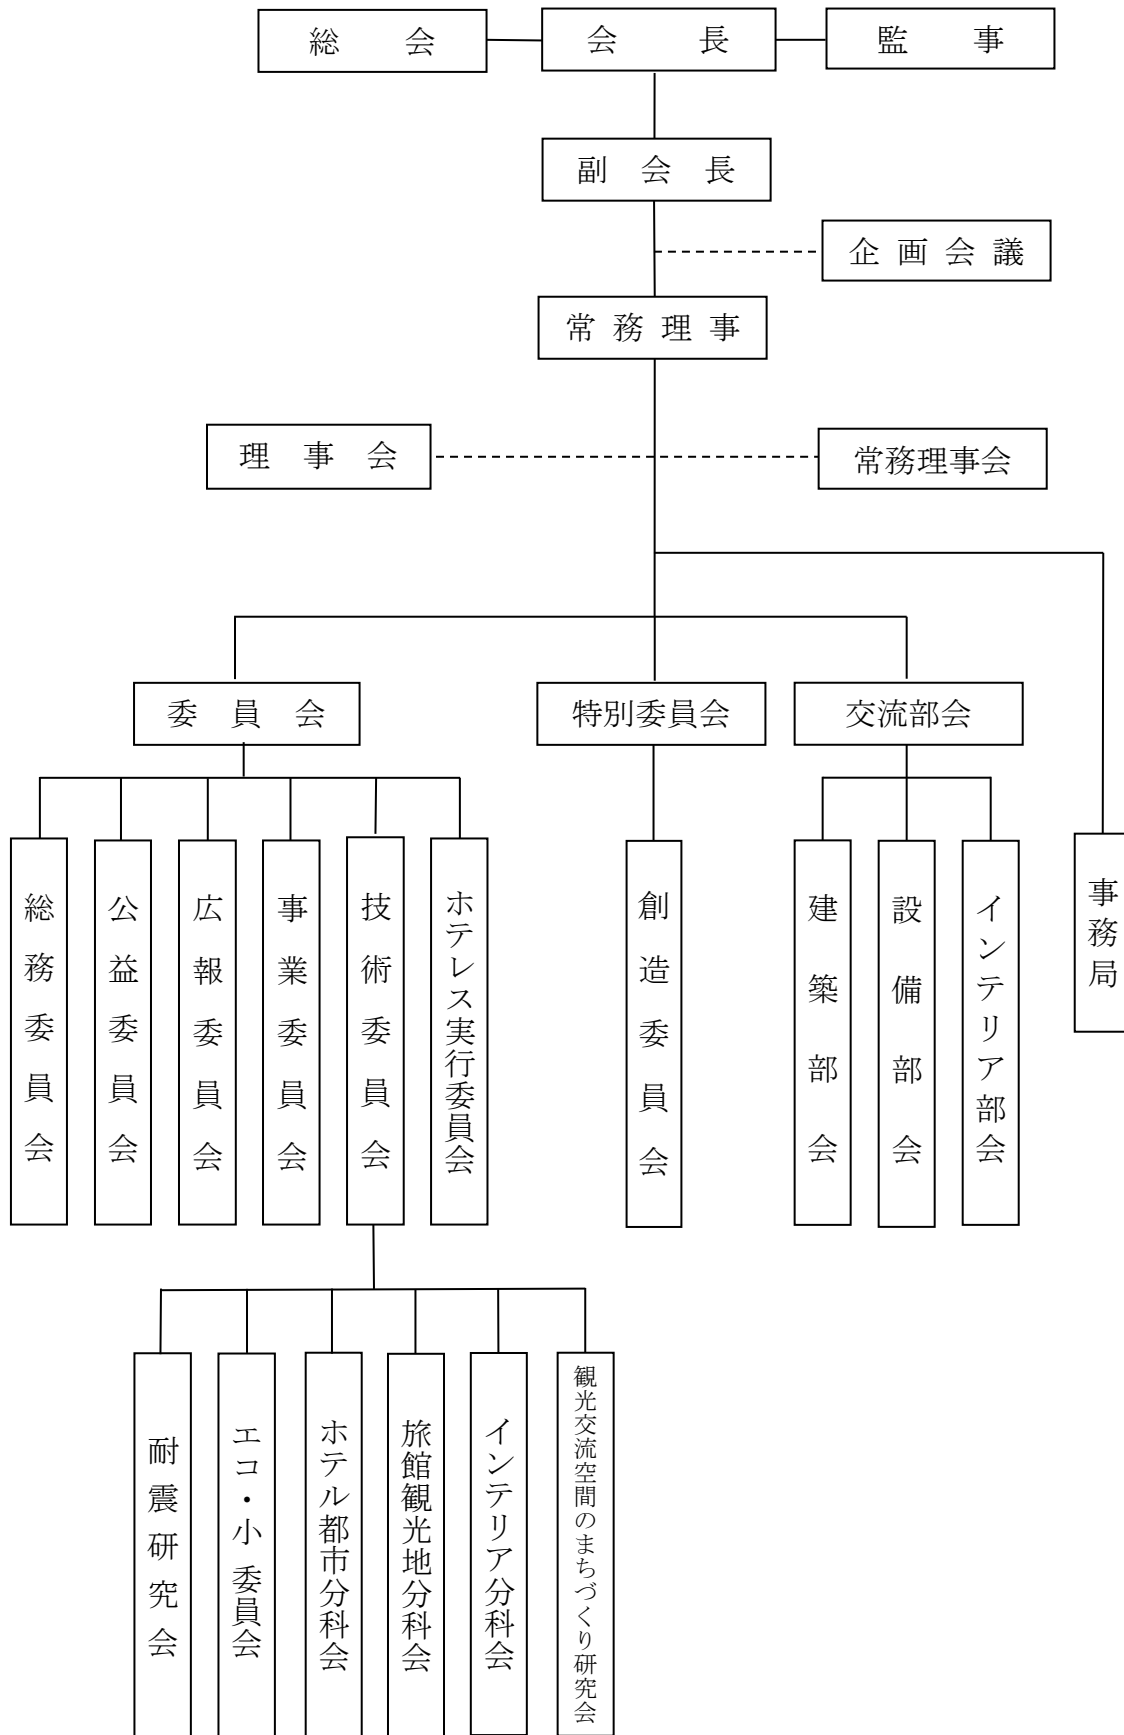 総会
会長
監事
副会長
企画会議
常務理事
理事会
常務理事会
委員会
特別委員会
交流部会
総務委員会
公益委員会
広報委員会
事業委員会
技術委員会
ホテレス実行委員会
創造委員会
建築部会
設備部会
インテリア部会
事務局
耐震研究会
エコ・小委員会
ホテル都市分科会
旅館観光地分科会
インテリア分科会
観光交流空間のまちづくり研究会